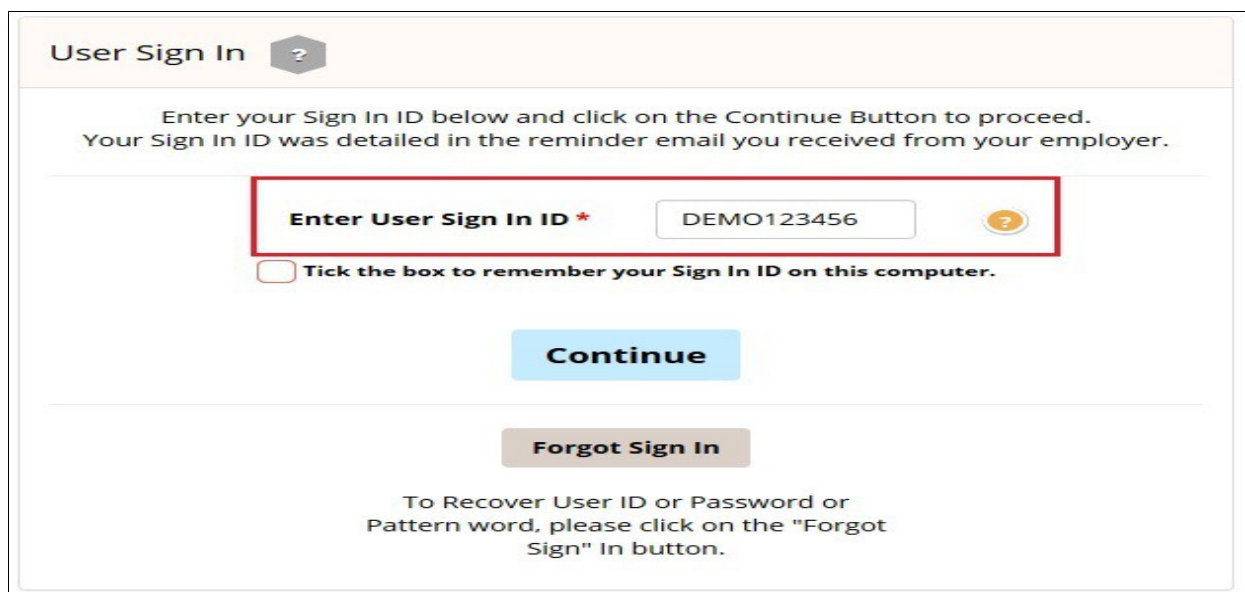 User Sign In ?
Enter your Sign In ID below and click on the Continue Button to proceed.
Your Sign In ID was detailed in the reminder email you received from your employer.
Enter User Sign In ID * DEMO123456 ?
Tick the box to remember your Sign In ID on this computer.
Continue
Forgot Sign In
To Recover User ID or Password or
Pattern word, please click on the "Forgot
Sign" In button.